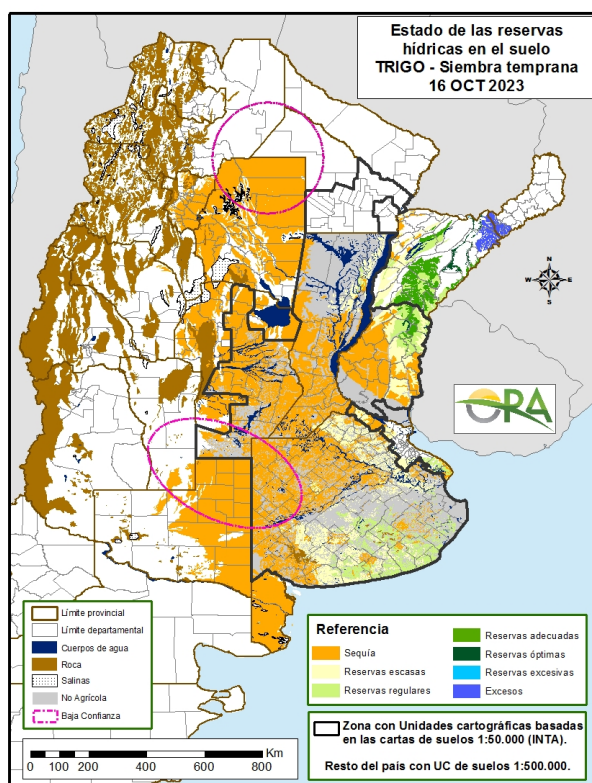 Estado de las reservas
hídricas en el suelo
TRIGO - Siembra temprana
16 OCT 2023
N
W
E
S
ORA
Límite provincial
Límite departamental
Cuerpos de agua
Roca
Salinas
No Agrícola
Baja Confianza
Referencia
Sequía
Reservas escasas
Reservas regulares
Reservas adecuadas
Reservas óptimas
Reservas excesivas
Excesos
Zona con Unidades cartográficas basadas
en las cartas de suelos 1:50.000 (INTA).
Resto del país con UC de suelos 1:500.000.
Km
0 100 200 400 600 800